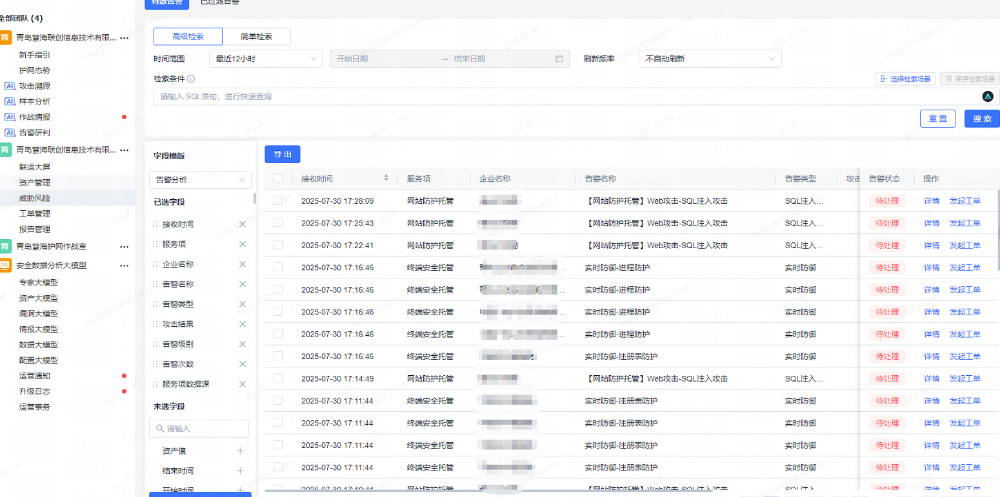 有效告警
已过滤告警
全部团队 (4)
青 青岛慧海联创信息技术有限... ...
新手指引
护网态势
AI 攻击溯源
AI 样本分析
AI 作战情报
AI 告警研判
青 青岛慧海联创信息技术有限... ...
联运大屏
资产管理
威胁风险
工单管理
报告管理
青 青岛慧海护网作战室 ...
安全数据分析大模型 ...
专家大模型
资产大模型
漏洞大模型
情报大模型
数据大模型
配置大模型
运营通知
升级日志
运营事务
高级检索 简单检索
时间范围 最近12小时 开始日期 → 结束日期 刷新频率 不自动刷新
检索条件
选择检索场景 保存检索场景
请输入 SQL语句，进行快速查询
重置 搜索
字段模版
告警分析
已选字段
接收时间
服务项
企业名称
告警名称
告警类型
攻击结果
告警级别
告警次数
服务项数据源
未选字段
请输入
资产值
结束时间
开始时间
导出
接收时间 服务项 企业名称 告警名称 告警类型 攻击 告警状态 操作
2025-07-30 17:28:09 网站防护托管 【网站防护托管】Web攻击-SQL注入攻击 SQL注入... 待处理 详情 发起工单
2025-07-30 17:25:43 网站防护托管 【网站防护托管】Web攻击-SQL注入攻击 SQL注入... 待处理 详情 发起工单
2025-07-30 17:22:41 网站防护托管 【网站防护托管】Web攻击-SQL注入攻击 SQL注入... 待处理 详情 发起工单
2025-07-30 17:16:46 终端安全托管 实时防御-进程防护 实时防御 待处理 详情 发起工单
2025-07-30 17:16:46 终端安全托管 实时防御-进程防护 实时防御 待处理 详情 发起工单
2025-07-30 17:16:46 终端安全托管 实时防御-进程防护 实时防御 待处理 详情 发起工单
2025-07-30 17:16:46 终端安全托管 实时防御-进程防护 实时防御 待处理 详情 发起工单
2025-07-30 17:16:46 终端安全托管 实时防御-注册表防护 实时防御 待处理 详情 发起工单
2025-07-30 17:14:49 网站防护托管 【网站防护托管】Web攻击-SQL注入攻击 SQL注入... 待处理 详情 发起工单
2025-07-30 17:11:44 终端安全托管 实时防御-注册表防护 实时防御 待处理 详情 发起工单
2025-07-30 17:11:44 终端安全托管 实时防御-注册表防护 实时防御 待处理 详情 发起工单
2025-07-30 17:11:44 终端安全托管 实时防御-注册表防护 实时防御 待处理 详情 发起工单
2025-07-30 17:11:44 终端安全托管 实时防御-注册表防护 实时防御 待处理 详情 发起工单
2025-07-30 17:10:41 网站防护托管 【网站防护托管】Web攻击-SQL注入攻击 SQL注入... 待处理 详情 发起工单